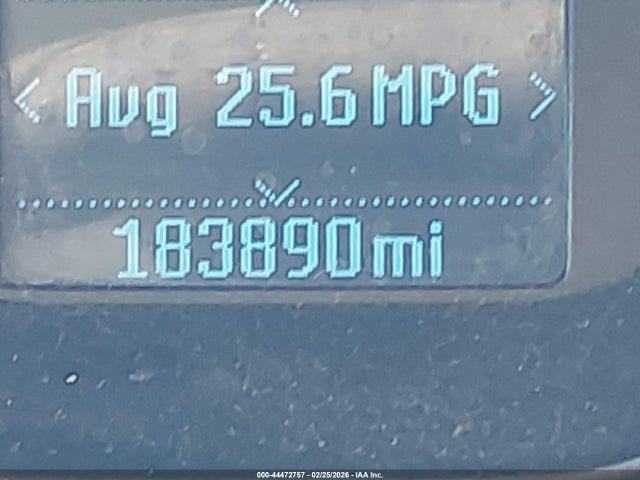 < Avg 25.6 MPG >
183890mi
000-44472757 - 02/25/2026 - IAA Inc.